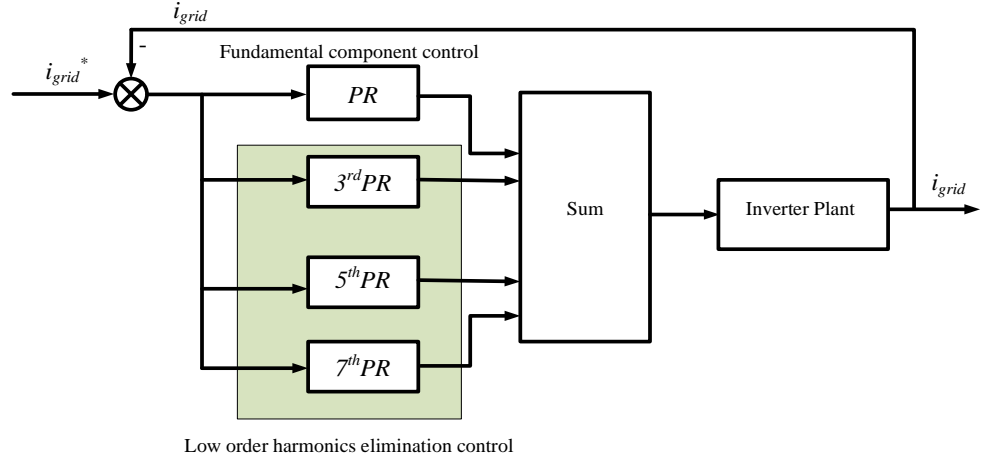 i_grid
-
Fundamental component control
i_grid*
PR
3rdPR
Sum
Inverter Plant
i_grid
5thPR
7thPR
Low order harmonics elimination control